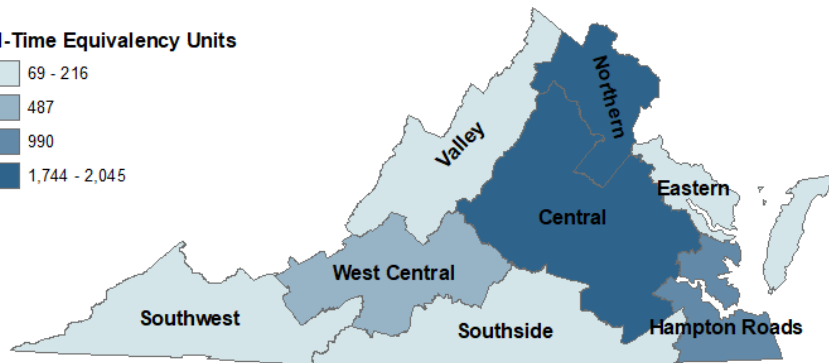 -Time Equivalency Units
69 - 216
487
990
1,744 - 2,045
Northern
Valley
Eastern
Central
West Central
Southwest
Southside
Hampton Roads